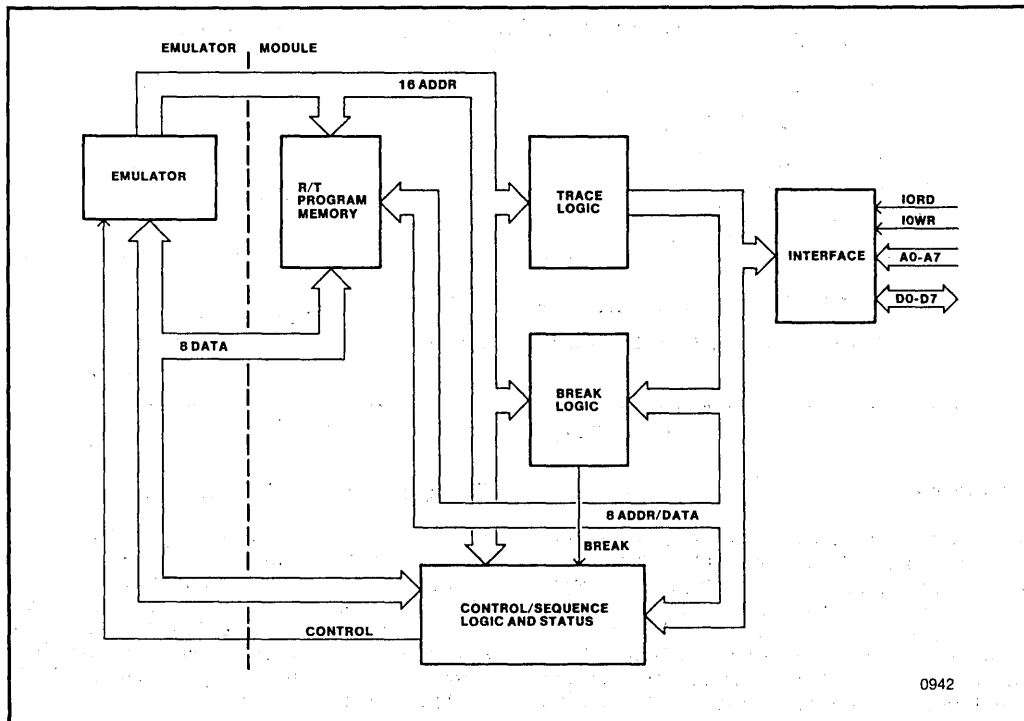 EMULATOR
MODULE
16 ADDR
EMULATOR
R/T
PROGRAM
MEMORY
TRACE
LOGIC
INTERFACE
IORD
IOWR
A0-A7
D0-D7
8 DATA
BREAK
LOGIC
8 ADDR/DATA
BREAK
CONTROL/SEQUENCE
LOGIC AND STATUS
CONTROL
0942